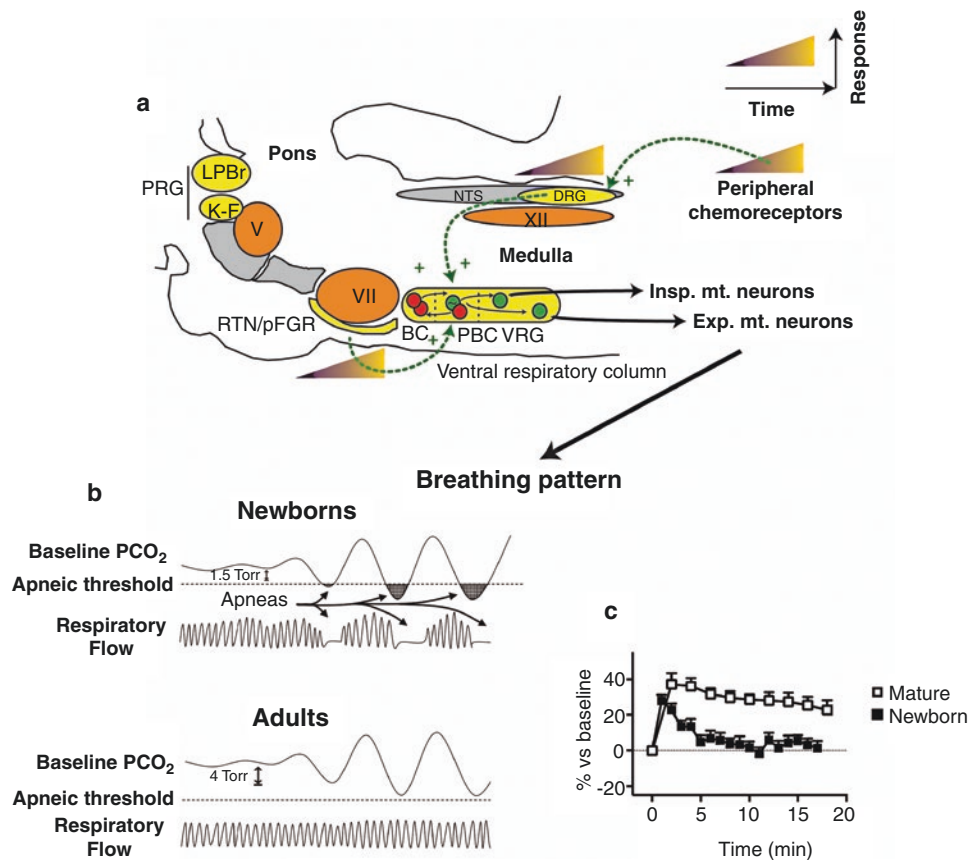 Response
Time
a
Pons
LPBr
PRG
K-F
V
NTS
DRG
+
XII
Peripheral
chemoreceptors
Medulla
+ +
VII
Insp. mt. neurons
RTN/pFGR
BC + PBC VRG
Exp. mt. neurons
Ventral respiratory column
Breathing pattern
b
Newborns
Baseline PCO₂
1.5 Torr
Apneic threshold
Apneas
Respiratory
Flow
Adults
Baseline PCO₂
4 Torr
Apneic threshold
Respiratory
Flow
c
% vs baseline
40
20
0
-20
0 5 10 15 20
Time (min)
Mature
Newborn